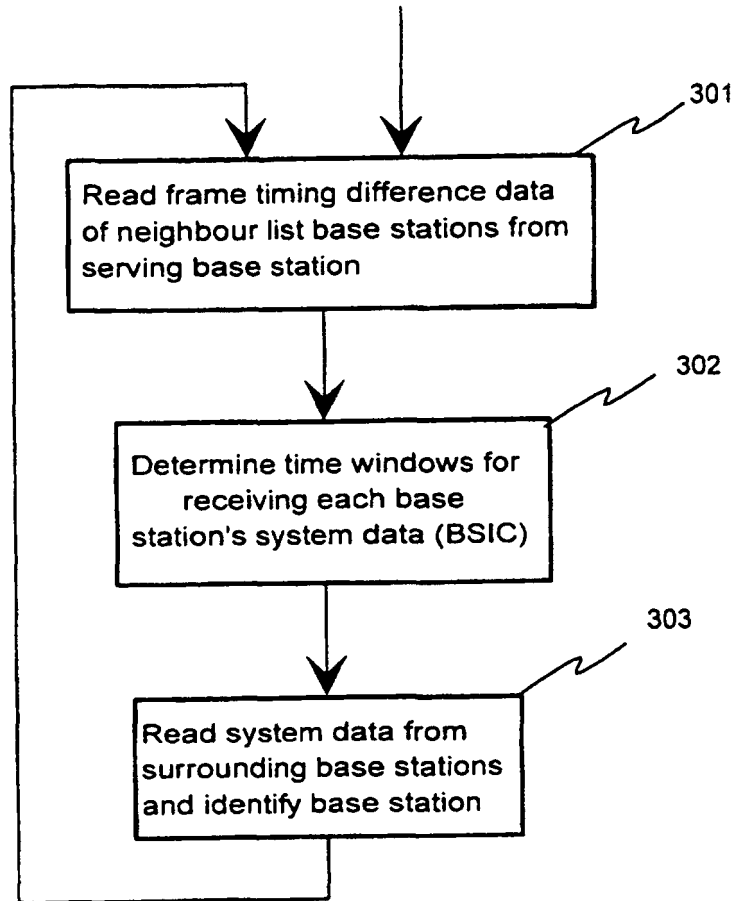 301
Read frame timing difference data
of neighbour list base stations from
serving base station
302
Determine time windows for
receiving each base
station's system data (BSIC)
303
Read system data from
surrounding base stations
and identify base station